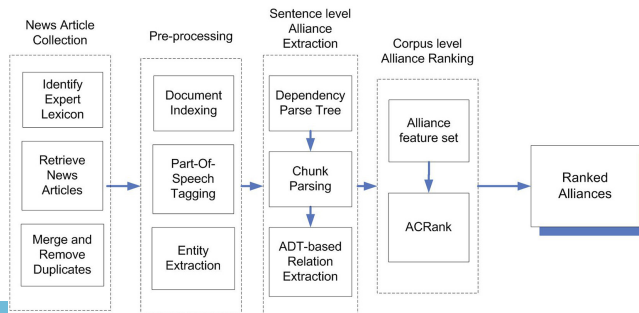 News Article
Collection
Identify
Expert
Lexicon
Retrieve
News
Articles
Merge and
Remove
Duplicates
Pre-processing
Document
Indexing
Part-Of-
Speech
Tagging
Entity
Extraction
Sentence level
Alliance
Extraction
Dependency
Parse Tree
Chunk
Parsing
ADT-based
Relation
Extraction
Corpus level
Alliance Ranking
Alliance
feature set
ACRank
Ranked
Alliances